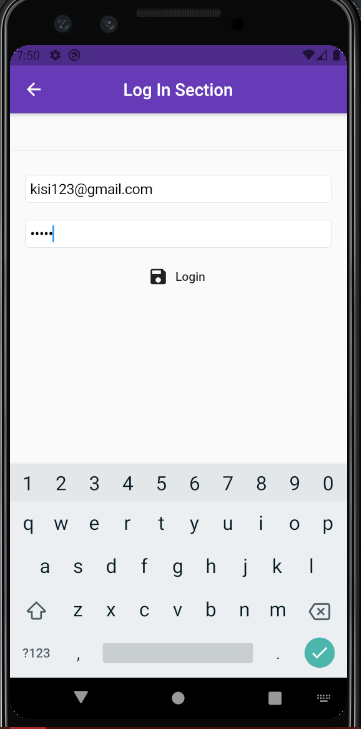 7:50
Log In Section
kisi123@gmail.com
•••••
Login
1 2 3 4 5 6 7 8 9 0
q w e r t y u i o p
a s d f g h j k l
z x c v b n m
?123 , .